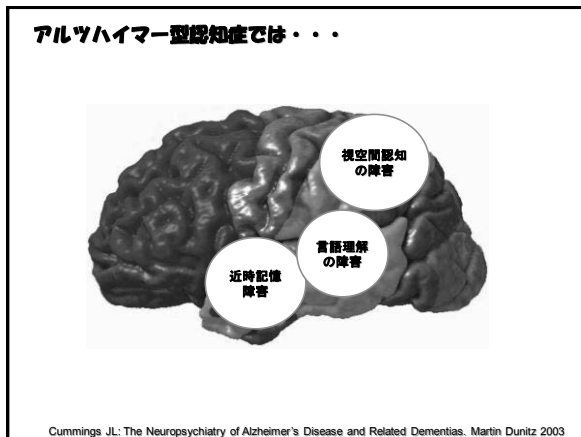 アルツハイマー型認知症では・・・
視空間認知
の障害
言語理解
の障害
近時記憶
障害
Cummings JL: The Neuropsychiatry of Alzheimer's Disease and Related Dementias. Martin Dunitz 2003